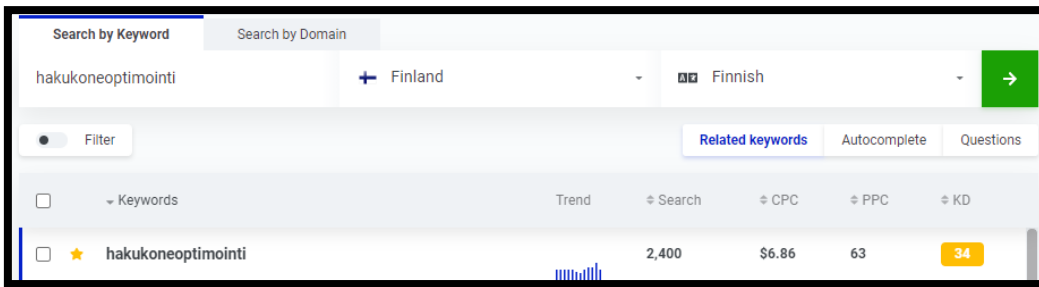 Search by Keyword Search by Domain
hakukoneoptimointi Finland Finnish
Filter Related keywords Autocomplete Questions
Keywords Trend Search CPC PPC KD
hakukoneoptimointi 2,400 $6.86 63 34